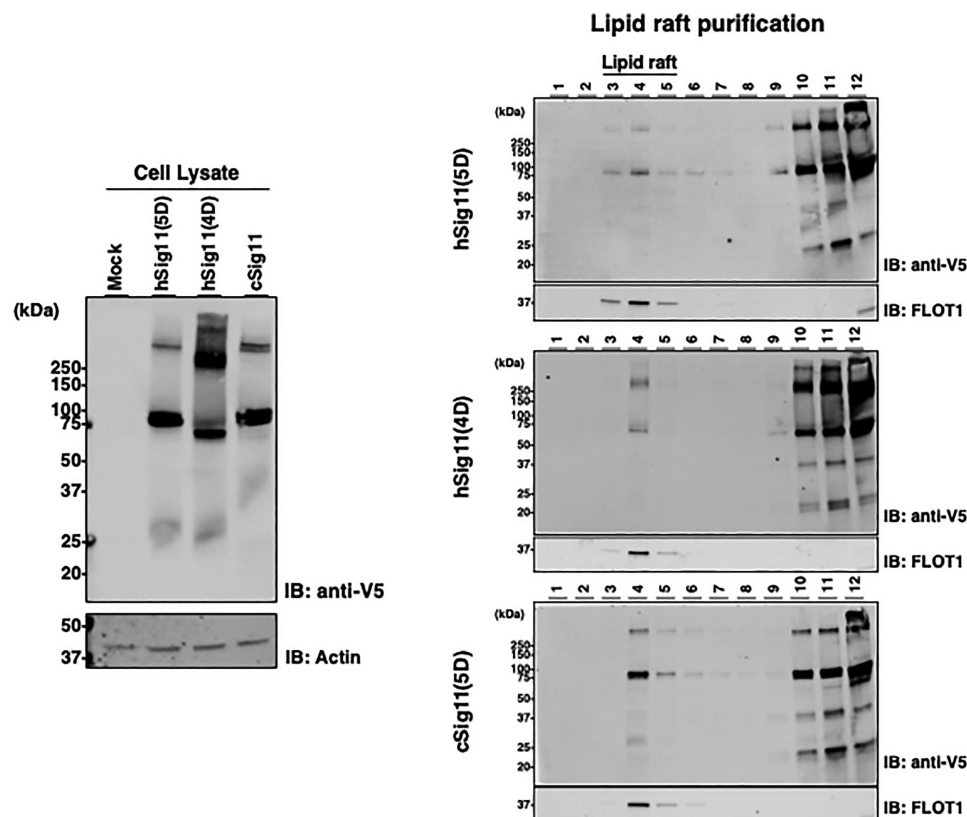 Lipid raft purification
Cell Lysate
Mock
hSig11(5D)
hSig11(4D)
cSig11
(kDa)
250
150
100
75
50
37
25
20
IB: anti-V5
50
37
IB: Actin
Lipid raft
1 2 3 4 5 6 7 8 9 10 11 12
(kDa)
hSig11(5D)
250
150
100
75
50
37
25
20
IB: anti-V5
37
IB: FLOT1
1 2 3 4 5 6 7 8 9 10 11 12
(kDa)
hSig11(4D)
250
150
100
75
50
37
25
20
IB: anti-V5
37
IB: FLOT1
1 2 3 4 5 6 7 8 9 10 11 12
(kDa)
cSig11(5D)
250
150
100
75
50
37
25
20
IB: anti-V5
37
IB: FLOT1